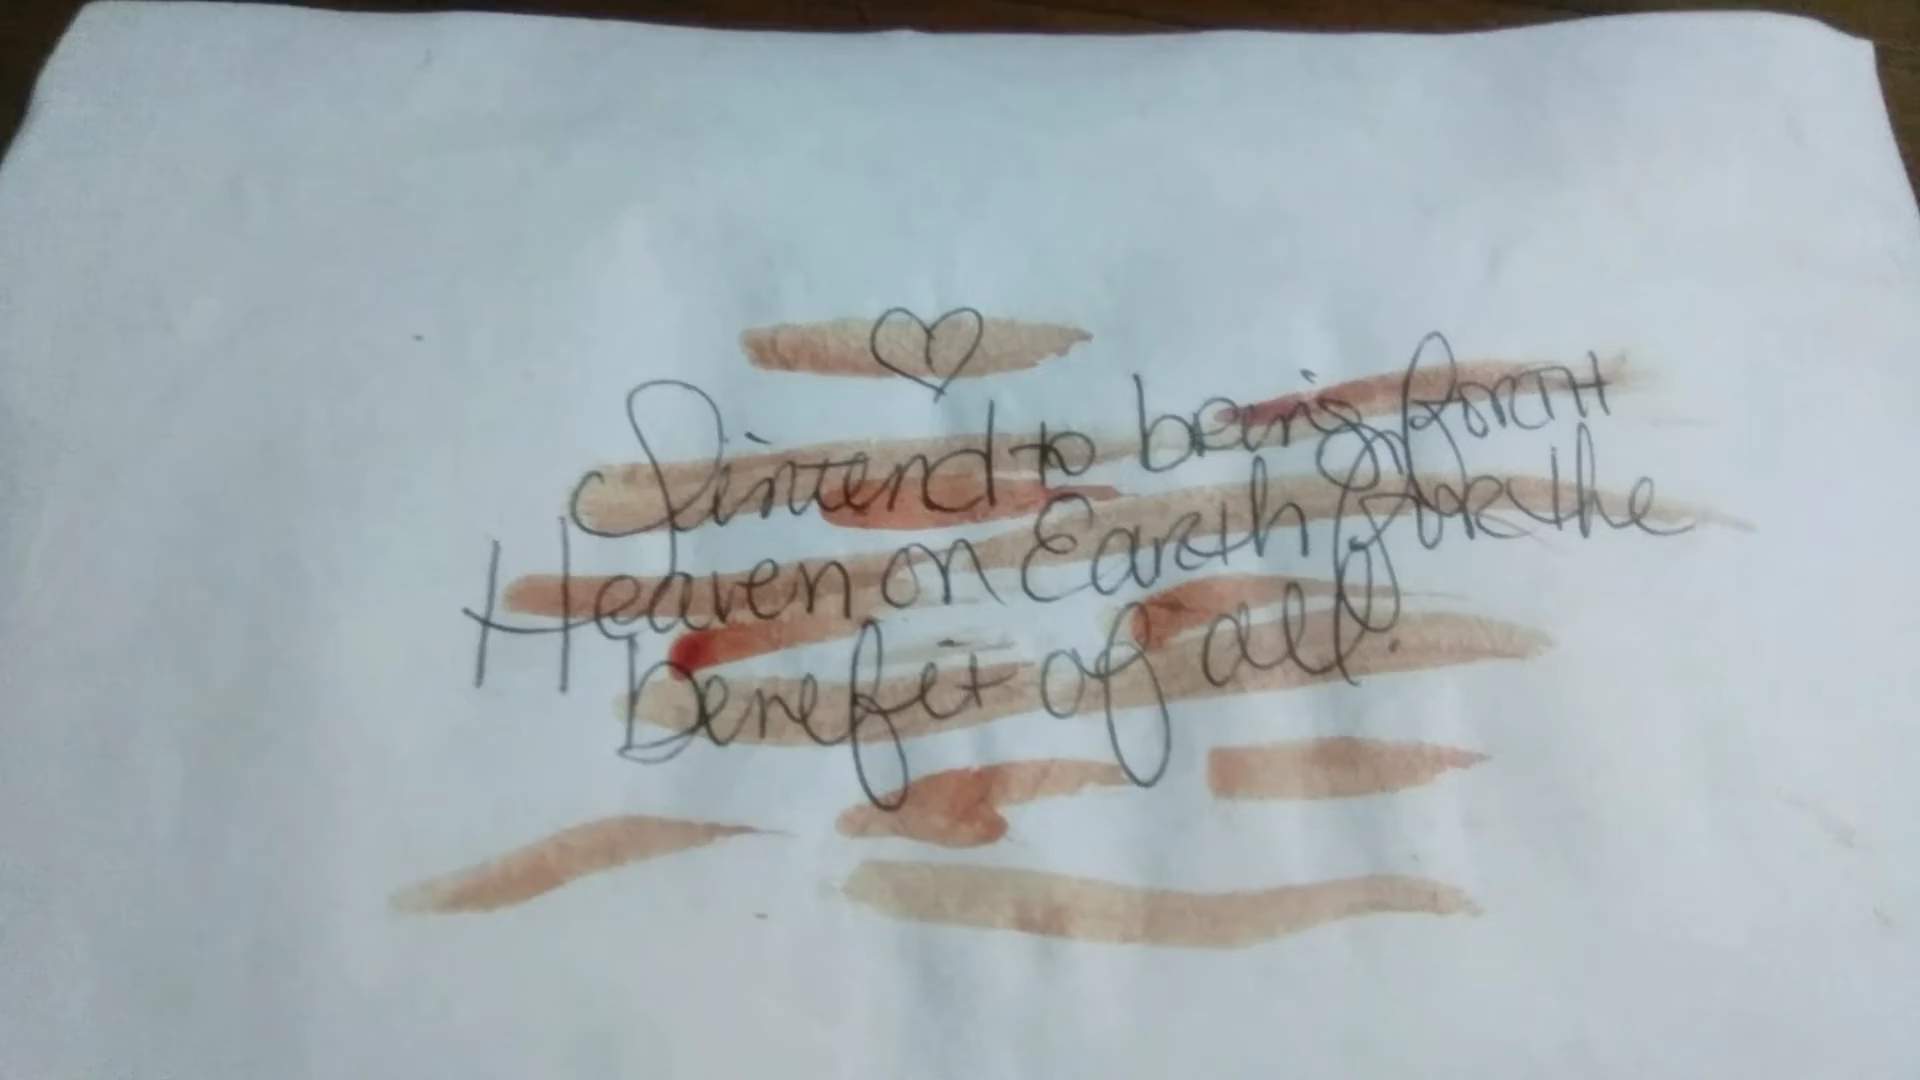 I intend to bring forth
Heaven on Earth for the
benefit of all.